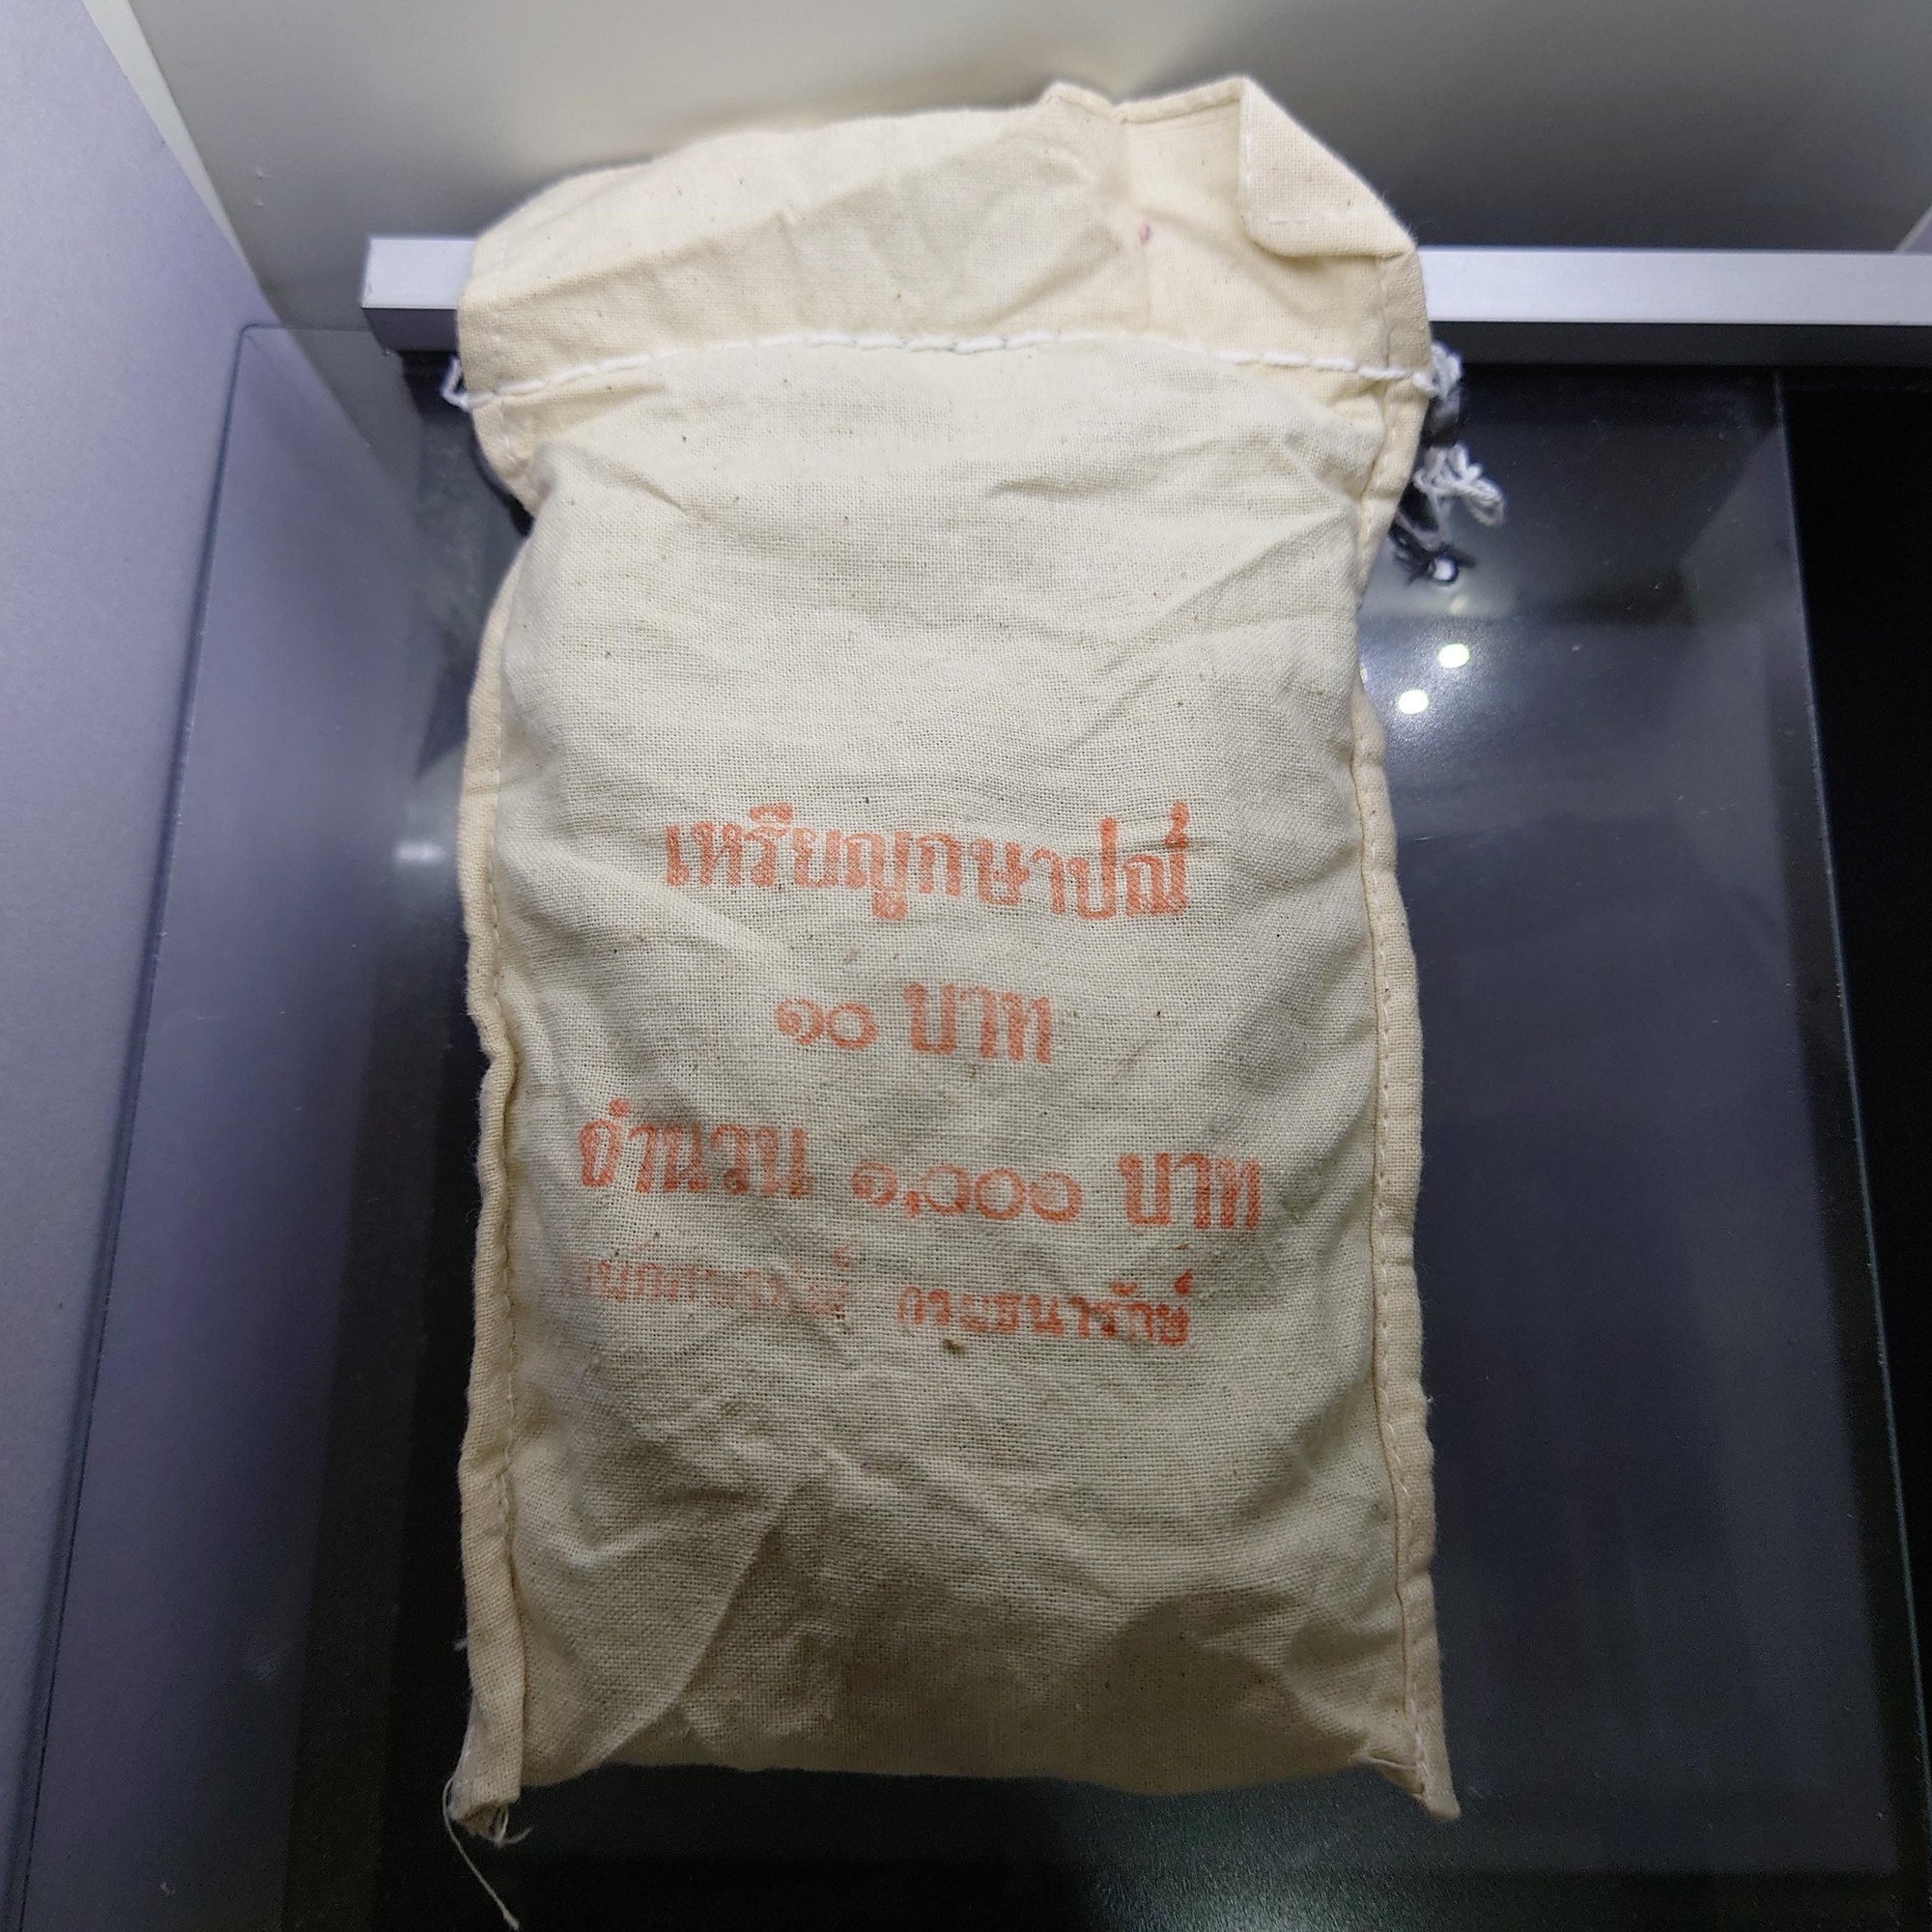 เหรียญกษาปณ์
๑๐ บาท
จำนวน ๑,๐๐๐ บาท
กรมธนารักษ์